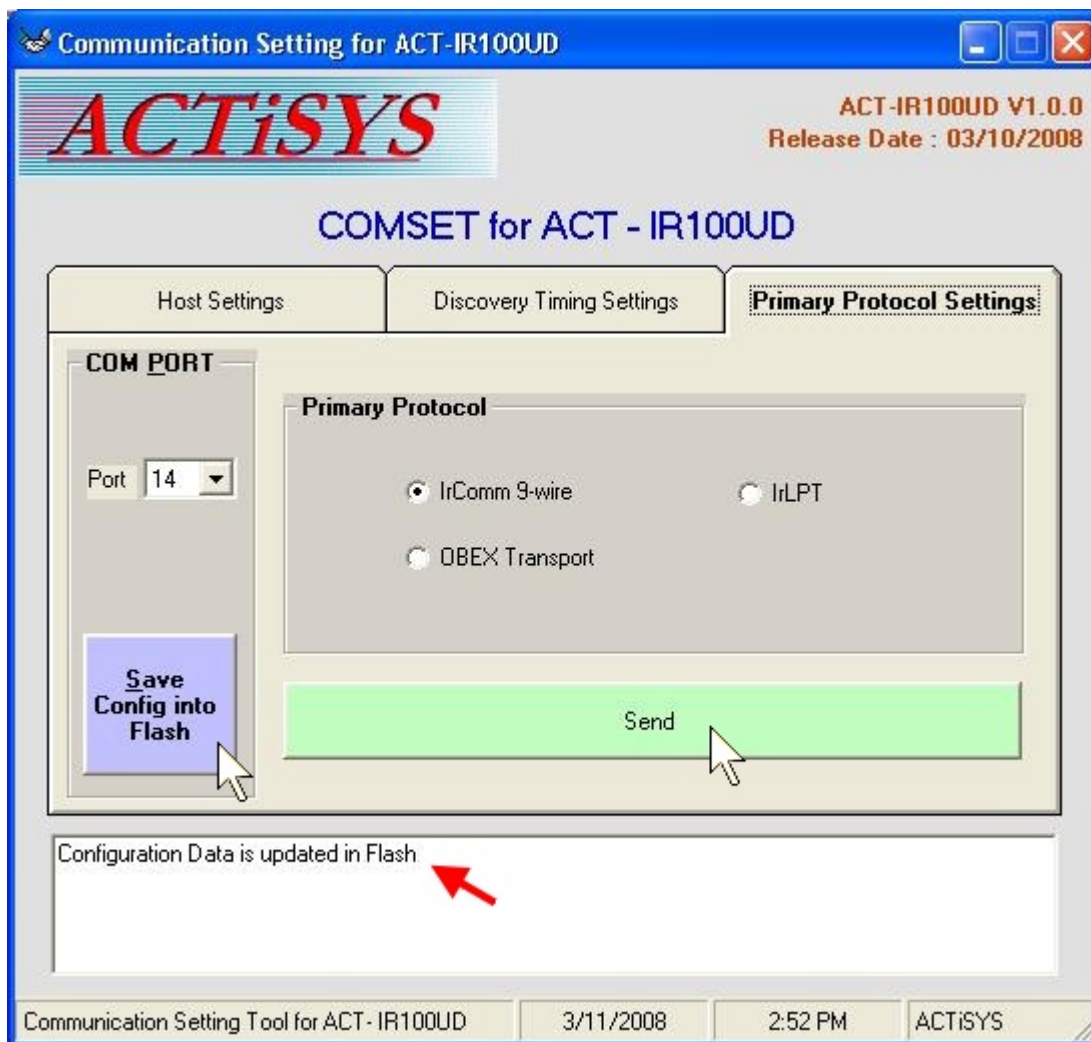 Communication Setting for ACT-IR100UD
ACTiSYS
ACT-IR100UD V1.0.0
Release Date : 03/10/2008
COMSET for ACT - IR100UD
Host Settings
Discovery Timing Settings
Primary Protocol Settings
COM PORT
Port 14
Save
Config into
Flash
Primary Protocol
IrComm 9-wire
IrLPT
OBEX Transport
Send
Configuration Data is updated in Flash
Communication Setting Tool for ACT- IR100UD
3/11/2008
2:52 PM
ACTiSYS